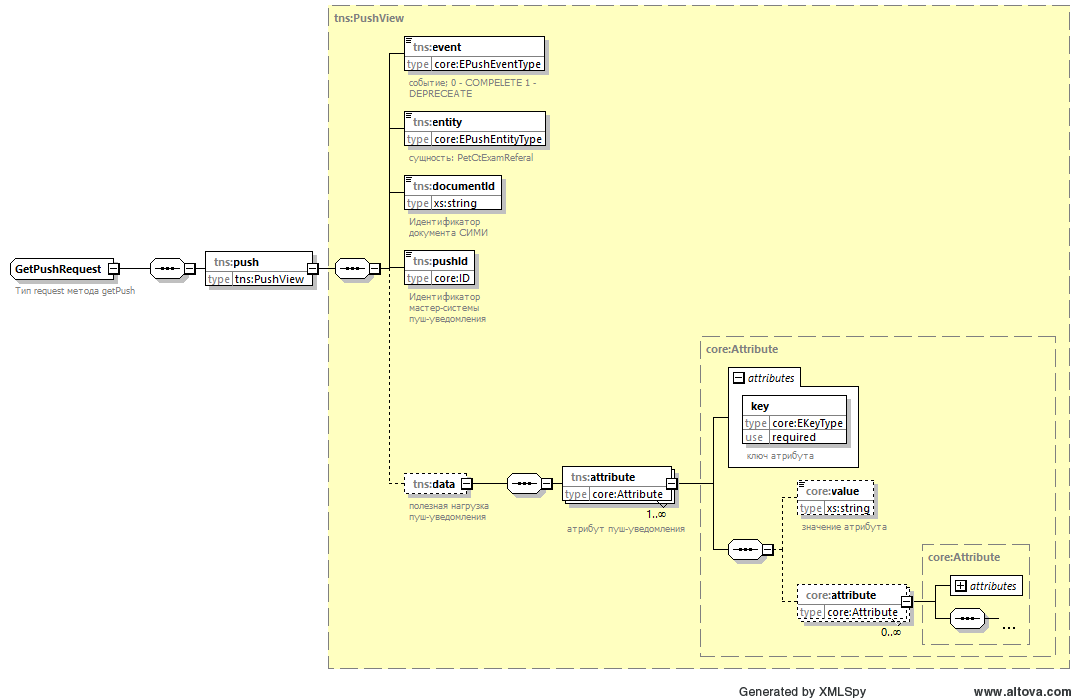 tns:PushView
tns:event
type core:EPushEventType
событие; 0 - COMPELETE 1 -
DEPRECEATE
tns:entity
type core:EPushEntityType
сущность: PetCtExamReferal
tns:documentId
type xs:string
Идентификатор
документа СИМИ
GetPushRequest
Тип request метода getPush
tns:push
type tns:PushView
tns:pushId
type core:ID
Идентификатор
мастер-системы
пуш-уведомления
tns:data
полезная нагрузка
пуш-уведомления
tns:attribute
type core:Attribute
1..∞
атрибут пуш-уведомления
core:Attribute
attributes
key
type core:EKeyType
use required
ключ атрибута
core:value
type xs:string
значение атрибута
core:attribute
type core:Attribute
0..∞
core:Attribute
attributes
...
Generated by XMLSpy
www.altova.com